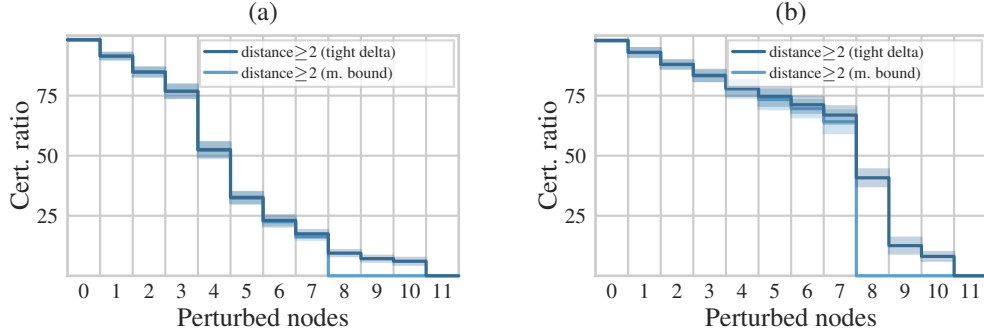 (a)
distance≥2 (tight delta)
distance≥2 (m. bound)
75
50
25
Cert. ratio
0 1 2 3 4 5 6 7 8 9 10 11
Perturbed nodes
(b)
distance≥2 (tight delta)
distance≥2 (m. bound)
75
50
25
Cert. ratio
0 1 2 3 4 5 6 7 8 9 10 11
Perturbed nodes